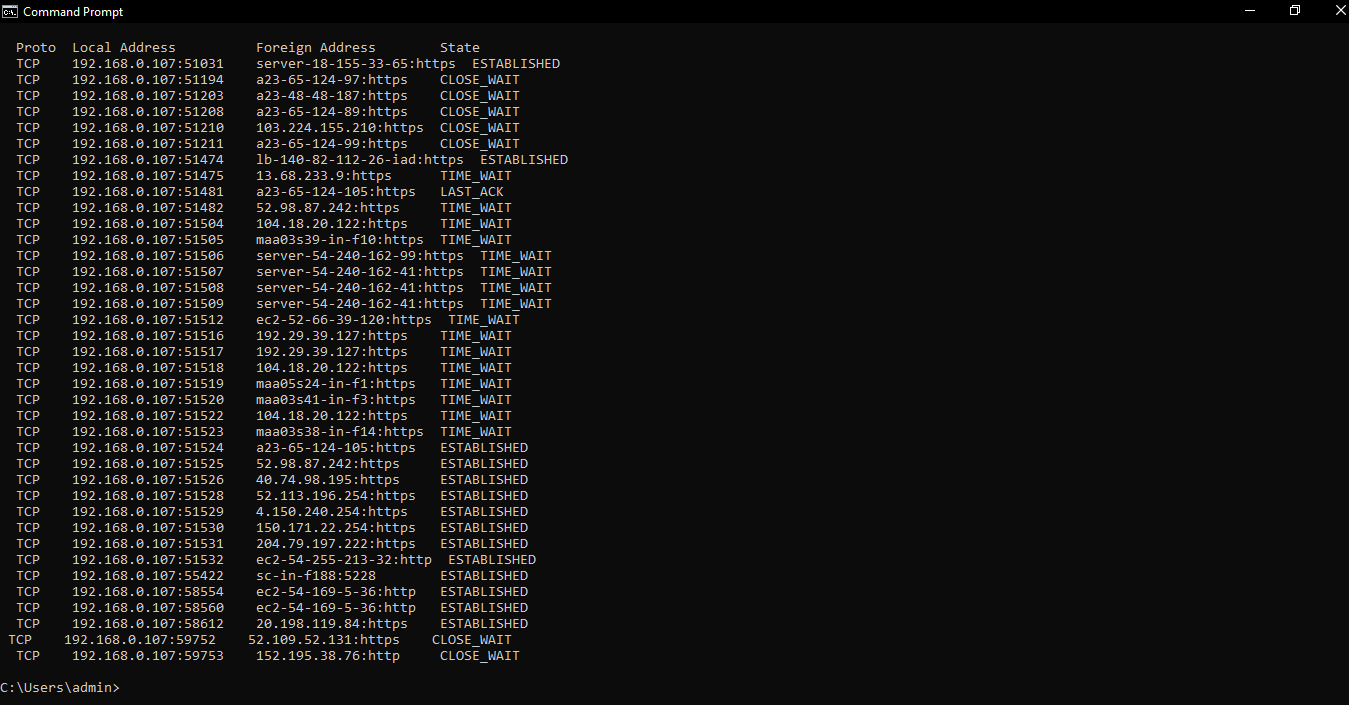 Command Prompt
Proto  Local Address          Foreign Address        State
TCP    192.168.0.107:51031    server-18-155-33-65:https  ESTABLISHED
TCP    192.168.0.107:51194    a23-65-124-97:https    CLOSE_WAIT
TCP    192.168.0.107:51203    a23-48-48-187:https    CLOSE_WAIT
TCP    192.168.0.107:51208    a23-65-124-89:https    CLOSE_WAIT
TCP    192.168.0.107:51210    103.224.155.210:https  CLOSE_WAIT
TCP    192.168.0.107:51211    a23-65-124-99:https    CLOSE_WAIT
TCP    192.168.0.107:51474    lb-140-82-112-26-iad:https  ESTABLISHED
TCP    192.168.0.107:51475    13.68.233.9:https      TIME_WAIT
TCP    192.168.0.107:51481    a23-65-124-105:https   LAST_ACK
TCP    192.168.0.107:51482    52.98.87.242:https     TIME_WAIT
TCP    192.168.0.107:51504    104.18.20.122:https    TIME_WAIT
TCP    192.168.0.107:51505    maa03s39-in-f10:https  TIME_WAIT
TCP    192.168.0.107:51506    server-54-240-162-99:https  TIME_WAIT
TCP    192.168.0.107:51507    server-54-240-162-41:https  TIME_WAIT
TCP    192.168.0.107:51508    server-54-240-162-41:https  TIME_WAIT
TCP    192.168.0.107:51509    server-54-240-162-41:https  TIME_WAIT
TCP    192.168.0.107:51512    ec2-52-66-39-120:https  TIME_WAIT
TCP    192.168.0.107:51516    192.29.39.127:https    TIME_WAIT
TCP    192.168.0.107:51517    192.29.39.127:https    TIME_WAIT
TCP    192.168.0.107:51518    104.18.20.122:https    TIME_WAIT
TCP    192.168.0.107:51519    maa05s24-in-f1:https   TIME_WAIT
TCP    192.168.0.107:51520    maa03s41-in-f3:https   TIME_WAIT
TCP    192.168.0.107:51522    104.18.20.122:https    TIME_WAIT
TCP    192.168.0.107:51523    maa03s38-in-f14:https  TIME_WAIT
TCP    192.168.0.107:51524    a23-65-124-105:https   ESTABLISHED
TCP    192.168.0.107:51525    52.98.87.242:https     ESTABLISHED
TCP    192.168.0.107:51526    40.74.98.195:https     ESTABLISHED
TCP    192.168.0.107:51528    52.113.196.254:https   ESTABLISHED
TCP    192.168.0.107:51529    4.150.240.254:https    ESTABLISHED
TCP    192.168.0.107:51530    150.171.22.254:https   ESTABLISHED
TCP    192.168.0.107:51531    204.79.197.222:https   ESTABLISHED
TCP    192.168.0.107:51532    ec2-54-255-213-32:http  ESTABLISHED
TCP    192.168.0.107:55422    sc-in-f188:5228        ESTABLISHED
TCP    192.168.0.107:58554    ec2-54-169-5-36:http   ESTABLISHED
TCP    192.168.0.107:58560    ec2-54-169-5-36:http   ESTABLISHED
TCP    192.168.0.107:58612    20.198.119.84:https    ESTABLISHED
TCP    192.168.0.107:59752    52.109.52.131:https    CLOSE_WAIT
TCP    192.168.0.107:59753    152.195.38.76:http     CLOSE_WAIT
C:\Users\admin>